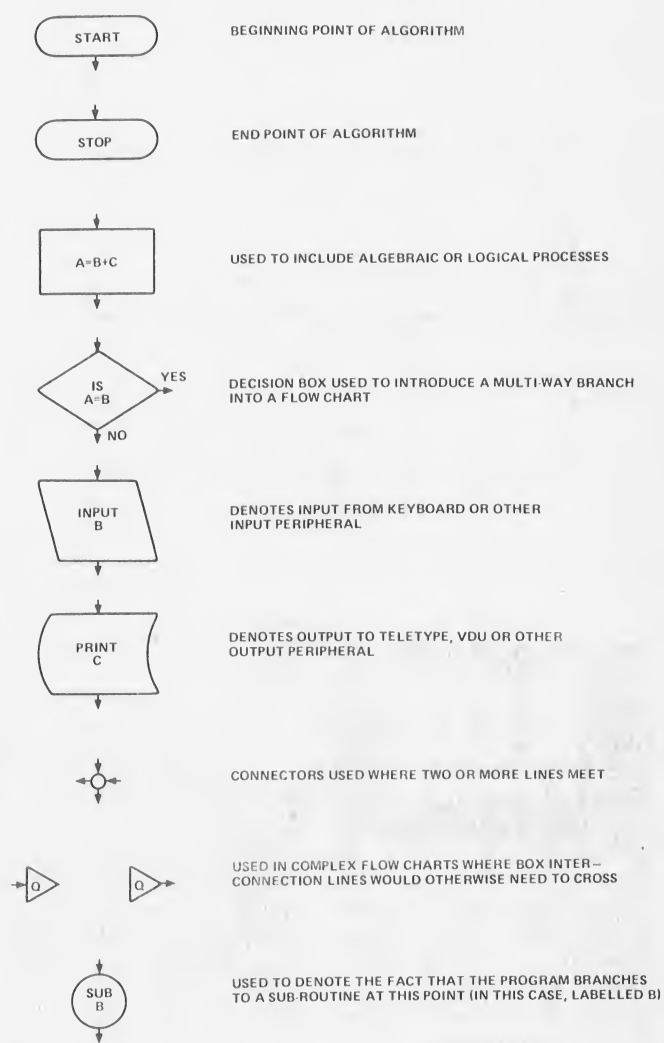 START
BEGINNING POINT OF ALGORITHM
STOP
END POINT OF ALGORITHM
A=B+C
USED TO INCLUDE ALGEBRAIC OR LOGICAL PROCESSES
IS
A=B
YES
NO
DECISION BOX USED TO INTRODUCE A MULTI-WAY BRANCH
INTO A FLOW CHART
INPUT
B
DENOTES INPUT FROM KEYBOARD OR OTHER
INPUT PERIPHERAL
PRINT
C
DENOTES OUTPUT TO TELETYPE, VDU OR OTHER
OUTPUT PERIPHERAL
CONNECTORS USED WHERE TWO OR MORE LINES MEET
Q
Q
USED IN COMPLEX FLOW CHARTS WHERE BOX INTER-
CONNECTION LINES WOULD OTHERWISE NEED TO CROSS
SUB
B
USED TO DENOTE THE FACT THAT THE PROGRAM BRANCHES
TO A SUB-ROUTINE AT THIS POINT (IN THIS CASE, LABELLED B)